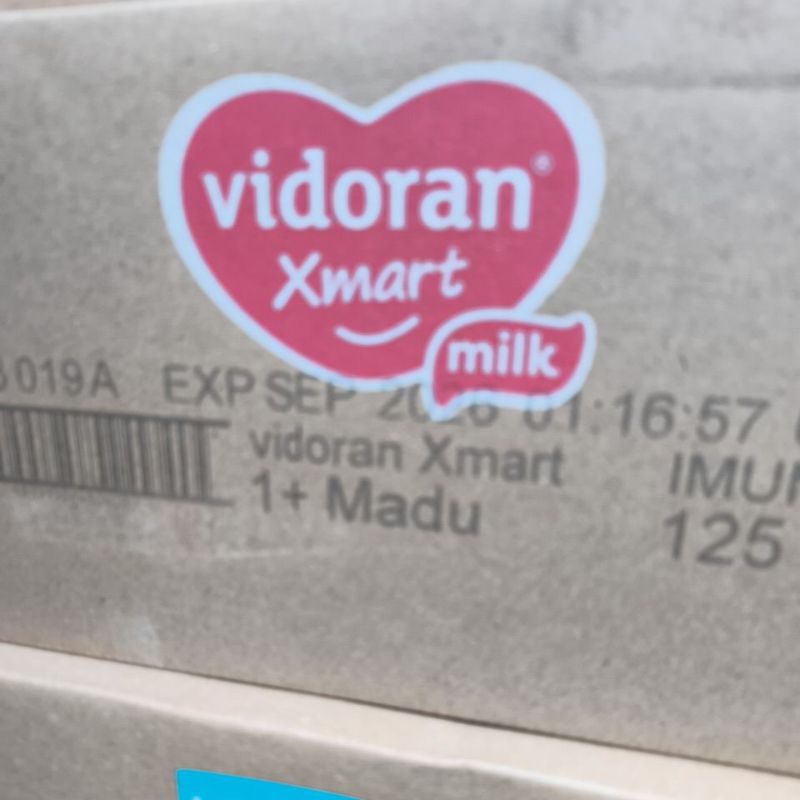 vidoran®
Xmart
milk
019A EXP SEP 2026 01:16:57
vidoran Xmart
1+ Madu
125